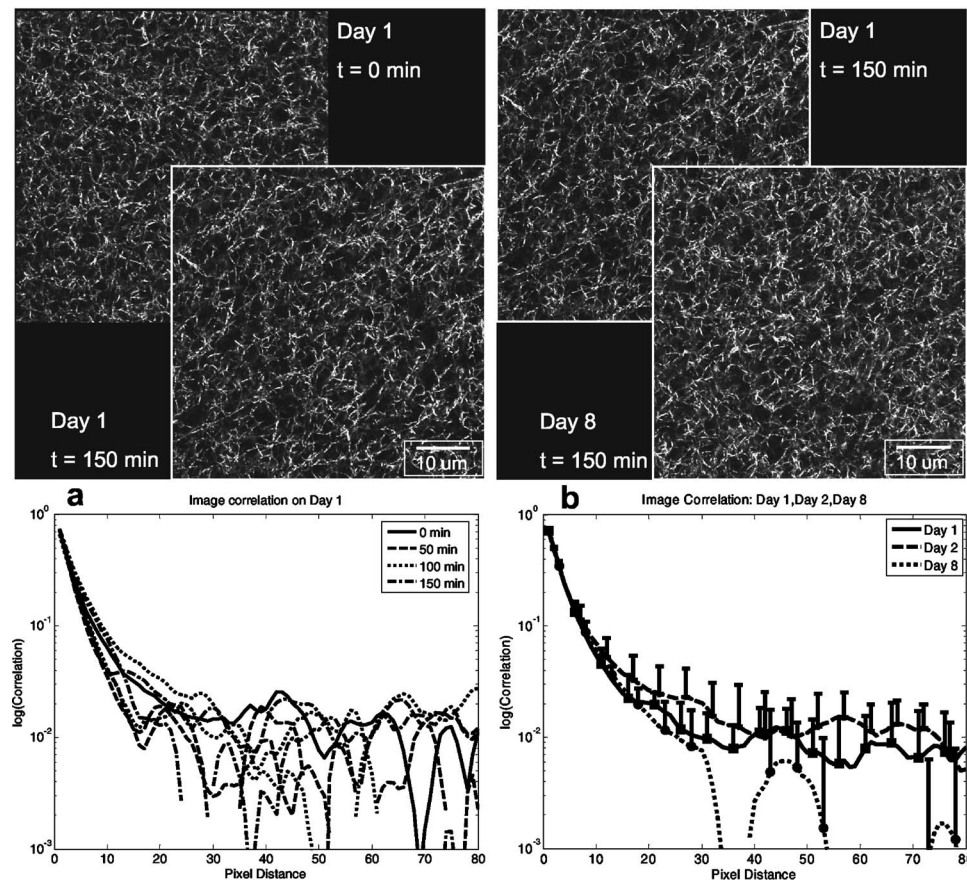 Day 1
t = 0 min
Day 1
t = 150 min
10 um
Day 1
t = 150 min
Day 8
t = 150 min
10 um
a
Image correlation on Day 1
log(Correlation)
10^0
10^-1
10^-2
10^-3
0 min
50 min
100 min
150 min
0 10 20 30 40 50 60 70 80
Pixel Distance
b
Image Correlation: Day 1,Day 2,Day 8
log(Correlation)
10^0
10^-1
10^-2
10^-3
Day 1
Day 2
Day 8
0 10 20 30 40 50 60 70 80
Pixel Distance